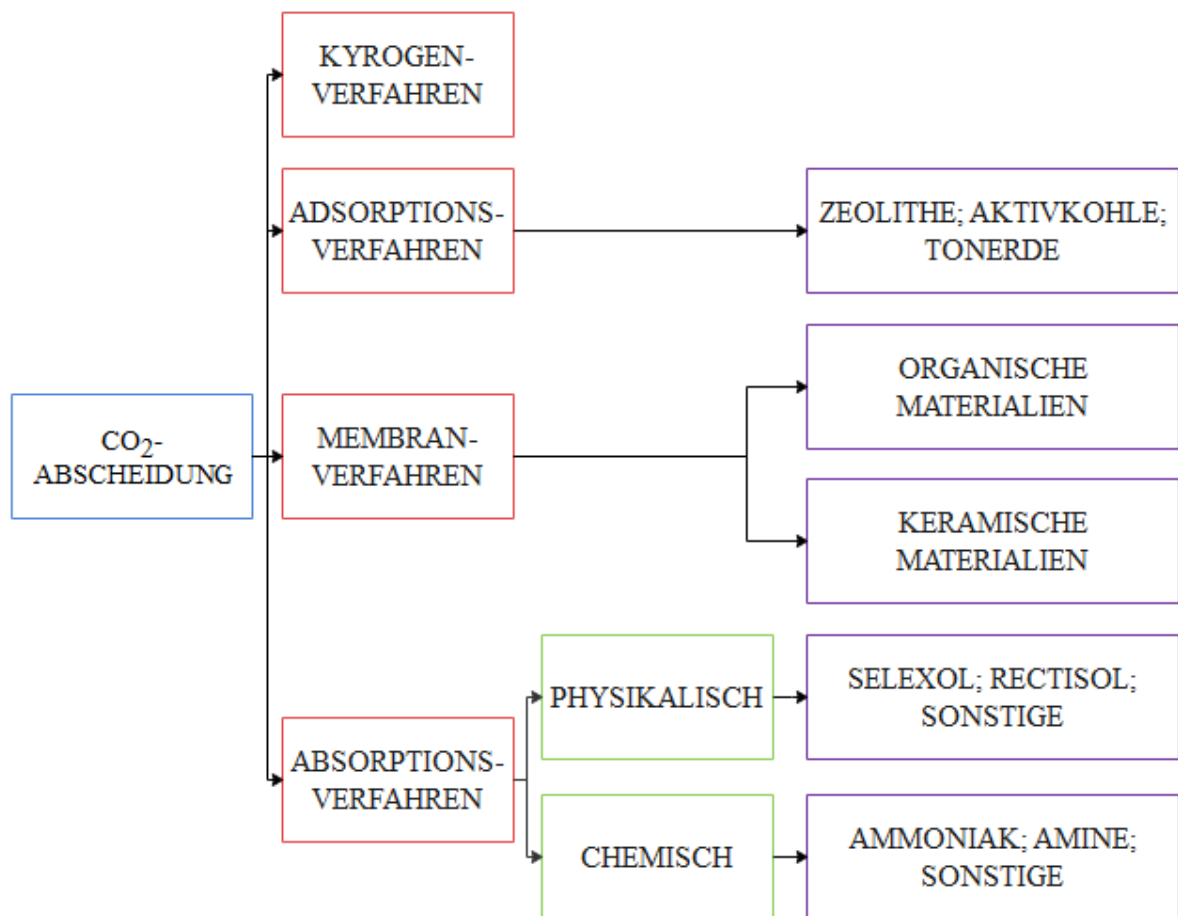 KYROGEN-
VERFAHREN
ADSORPTIONS-
VERFAHREN
ZEOLITHE; AKTIVKOHLE;
TONERDE
ORGANISCHE
MATERIALIEN
CO₂-
ABSCHEIDUNG
MEMBRAN-
VERFAHREN
KERAMISCHE
MATERIALIEN
ABSORPTIONS-
VERFAHREN
PHYSIKALISCH
SELEXOL; RECTISOL;
SONSTIGE
CHEMISCH
AMMONIAK; AMINE;
SONSTIGE